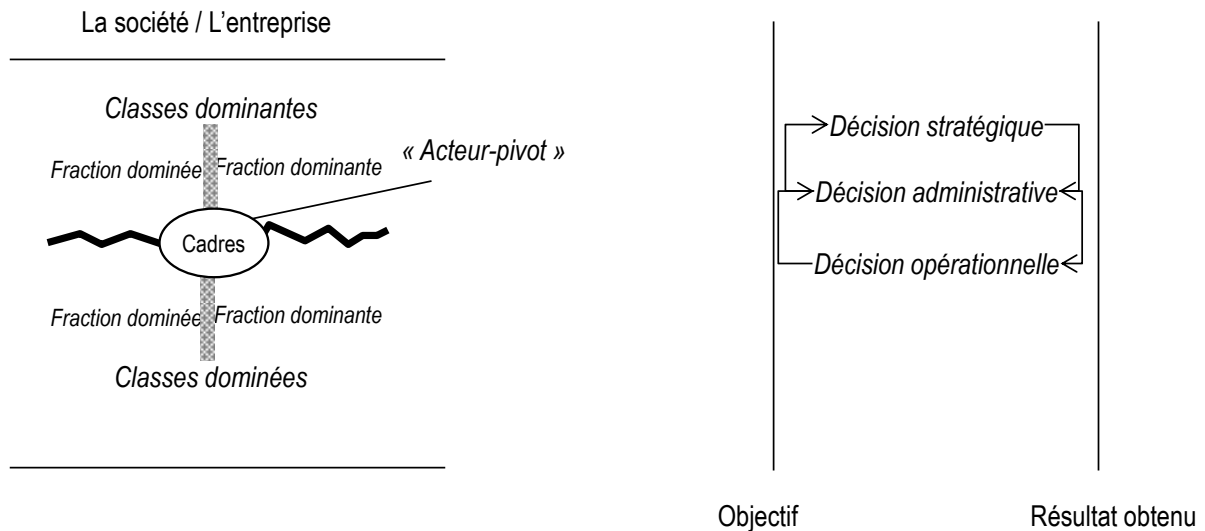 La société / L’entreprise
Classes dominantes
Fraction dominée
Fraction dominante
« Acteur-pivot »
Cadres
Fraction dominée
Fraction dominante
Classes dominées
Décision stratégique
Décision administrative
Décision opérationnelle
Objectif
Résultat obtenu